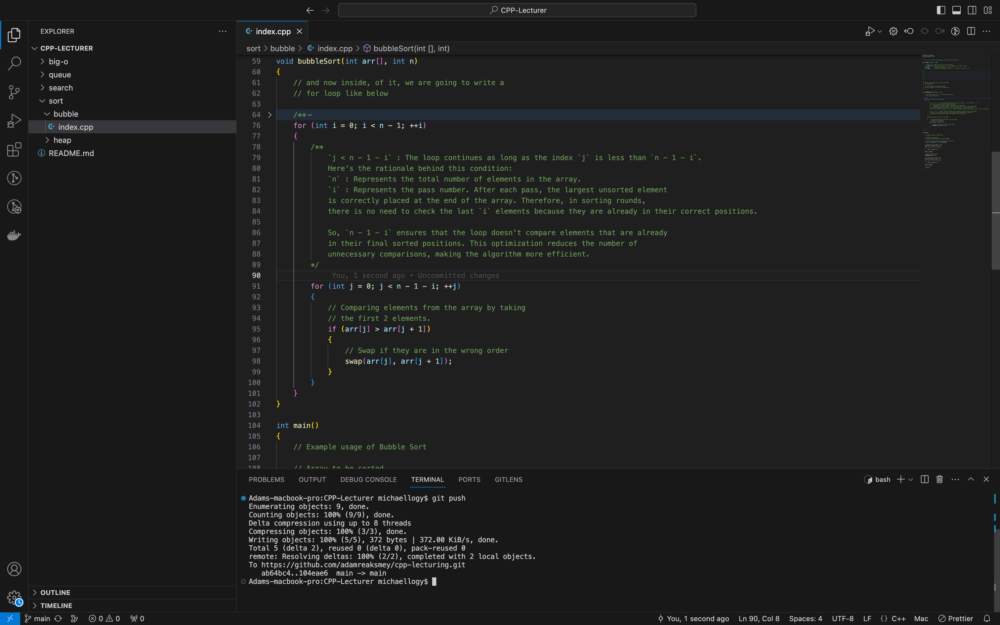 CPP-Lecturer
EXPLORER
CPP-LECTURER
big-o
queue
search
sort
bubble
index.cpp
heap
README.md
OUTLINE
TIMELINE
index.cpp
sort > bubble > index.cpp > bubbleSort(int [], int)
59 void bubbleSort(int arr[], int n)
60 {
61 // and now inside, of it, we are going to write a
62 // for loop like below
63
64 /** ⋯
76 for (int i = 0; i < n - 1; ++i)
77 {
78 /**
79 `j < n - 1 - i` : The loop continues as long as the index `j` is less than `n - 1 - i`.
80 Here's the rationale behind this condition:
81 `n` : Represents the total number of elements in the array.
82 `i` : Represents the pass number. After each pass, the largest unsorted element
83 is correctly placed at the end of the array. Therefore, in sorting rounds,
84 there is no need to check the last `i` elements because they are already in their correct positions.
85
86 So, `n - 1 - i` ensures that the loop doesn't compare elements that are already
87 in their final sorted positions. This optimization reduces the number of
88 unnecessary comparisons, making the algorithm more efficient.
89 */
90 You, 1 second ago • Uncommitted changes
91 for (int j = 0; j < n - 1 - i; ++j)
92 {
93 // Comparing elements from the array by taking
94 // the first 2 elements.
95 if (arr[j] > arr[j + 1])
96 {
97 // Swap if they are in the wrong order
98 swap(arr[j], arr[j + 1]);
99 }
100 }
101 }
102 }
103
104 int main()
105 {
106 // Example usage of Bubble Sort
107
108 // Array to be sorted
PROBLEMS OUTPUT DEBUG CONSOLE TERMINAL PORTS GITLENS
bash
Adams-macbook-pro:CPP-Lecturer michaellogy$ git push
Enumerating objects: 9, done.
Counting objects: 100% (9/9), done.
Delta compression using up to 8 threads
Compressing objects: 100% (3/3), done.
Writing objects: 100% (5/5), 372 bytes | 372.00 KiB/s, done.
Total 5 (delta 2), reused 0 (delta 0), pack-reused 0
remote: Resolving deltas: 100% (2/2), completed with 2 local objects.
To https://github.com/adamreaksmey/cpp-lecturing.git
ab64bc4..104eae6 main -> main
Adams-macbook-pro:CPP-Lecturer michaellogy$
main 0 0 0 You, 1 second ago Ln 90, Col 8 Spaces: 4 UTF-8 LF {} C++ Mac Prettier